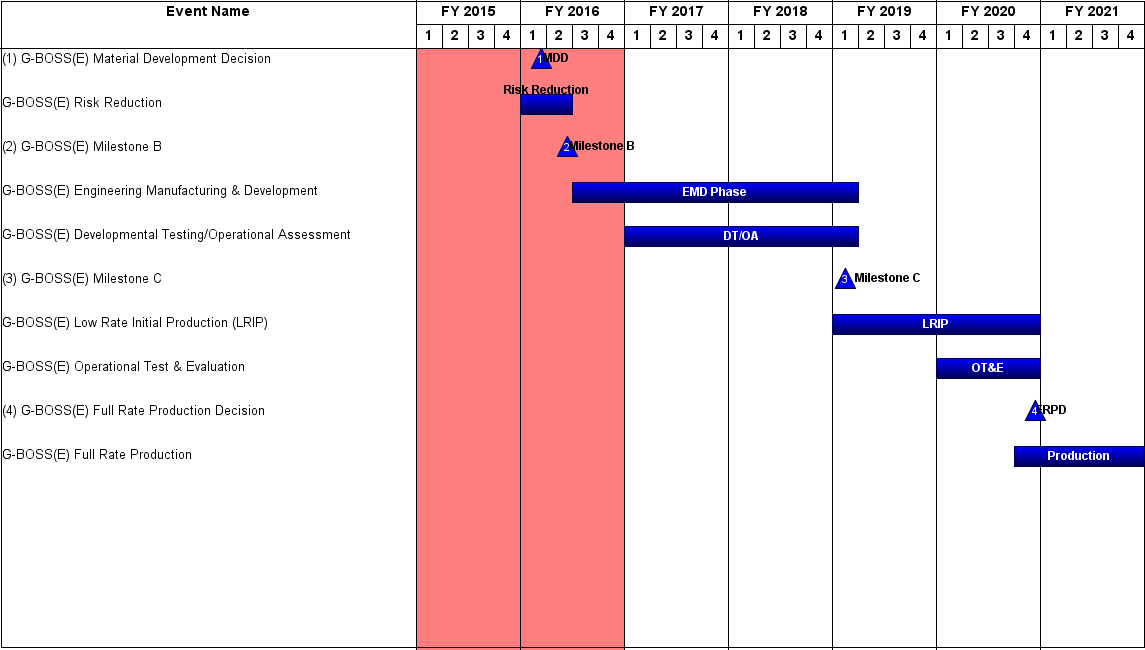 Event Name FY 2015 FY 2016 FY 2017 FY 2018 FY 2019 FY 2020 FY 2021
1 2 3 4 1 2 3 4 1 2 3 4 1 2 3 4 1 2 3 4 1 2 3 4 1 2 3 4
(1) G-BOSS(E) Material Development Decision 1 MDD
Risk Reduction
G-BOSS(E) Risk Reduction
(2) G-BOSS(E) Milestone B 2 Milestone B
G-BOSS(E) Engineering Manufacturing & Development EMD Phase
G-BOSS(E) Developmental Testing/Operational Assessment DT/OA
(3) G-BOSS(E) Milestone C 3 Milestone C
G-BOSS(E) Low Rate Initial Production (LRIP) LRIP
G-BOSS(E) Operational Test & Evaluation OT&E
(4) G-BOSS(E) Full Rate Production Decision 4 FRPD
G-BOSS(E) Full Rate Production Production